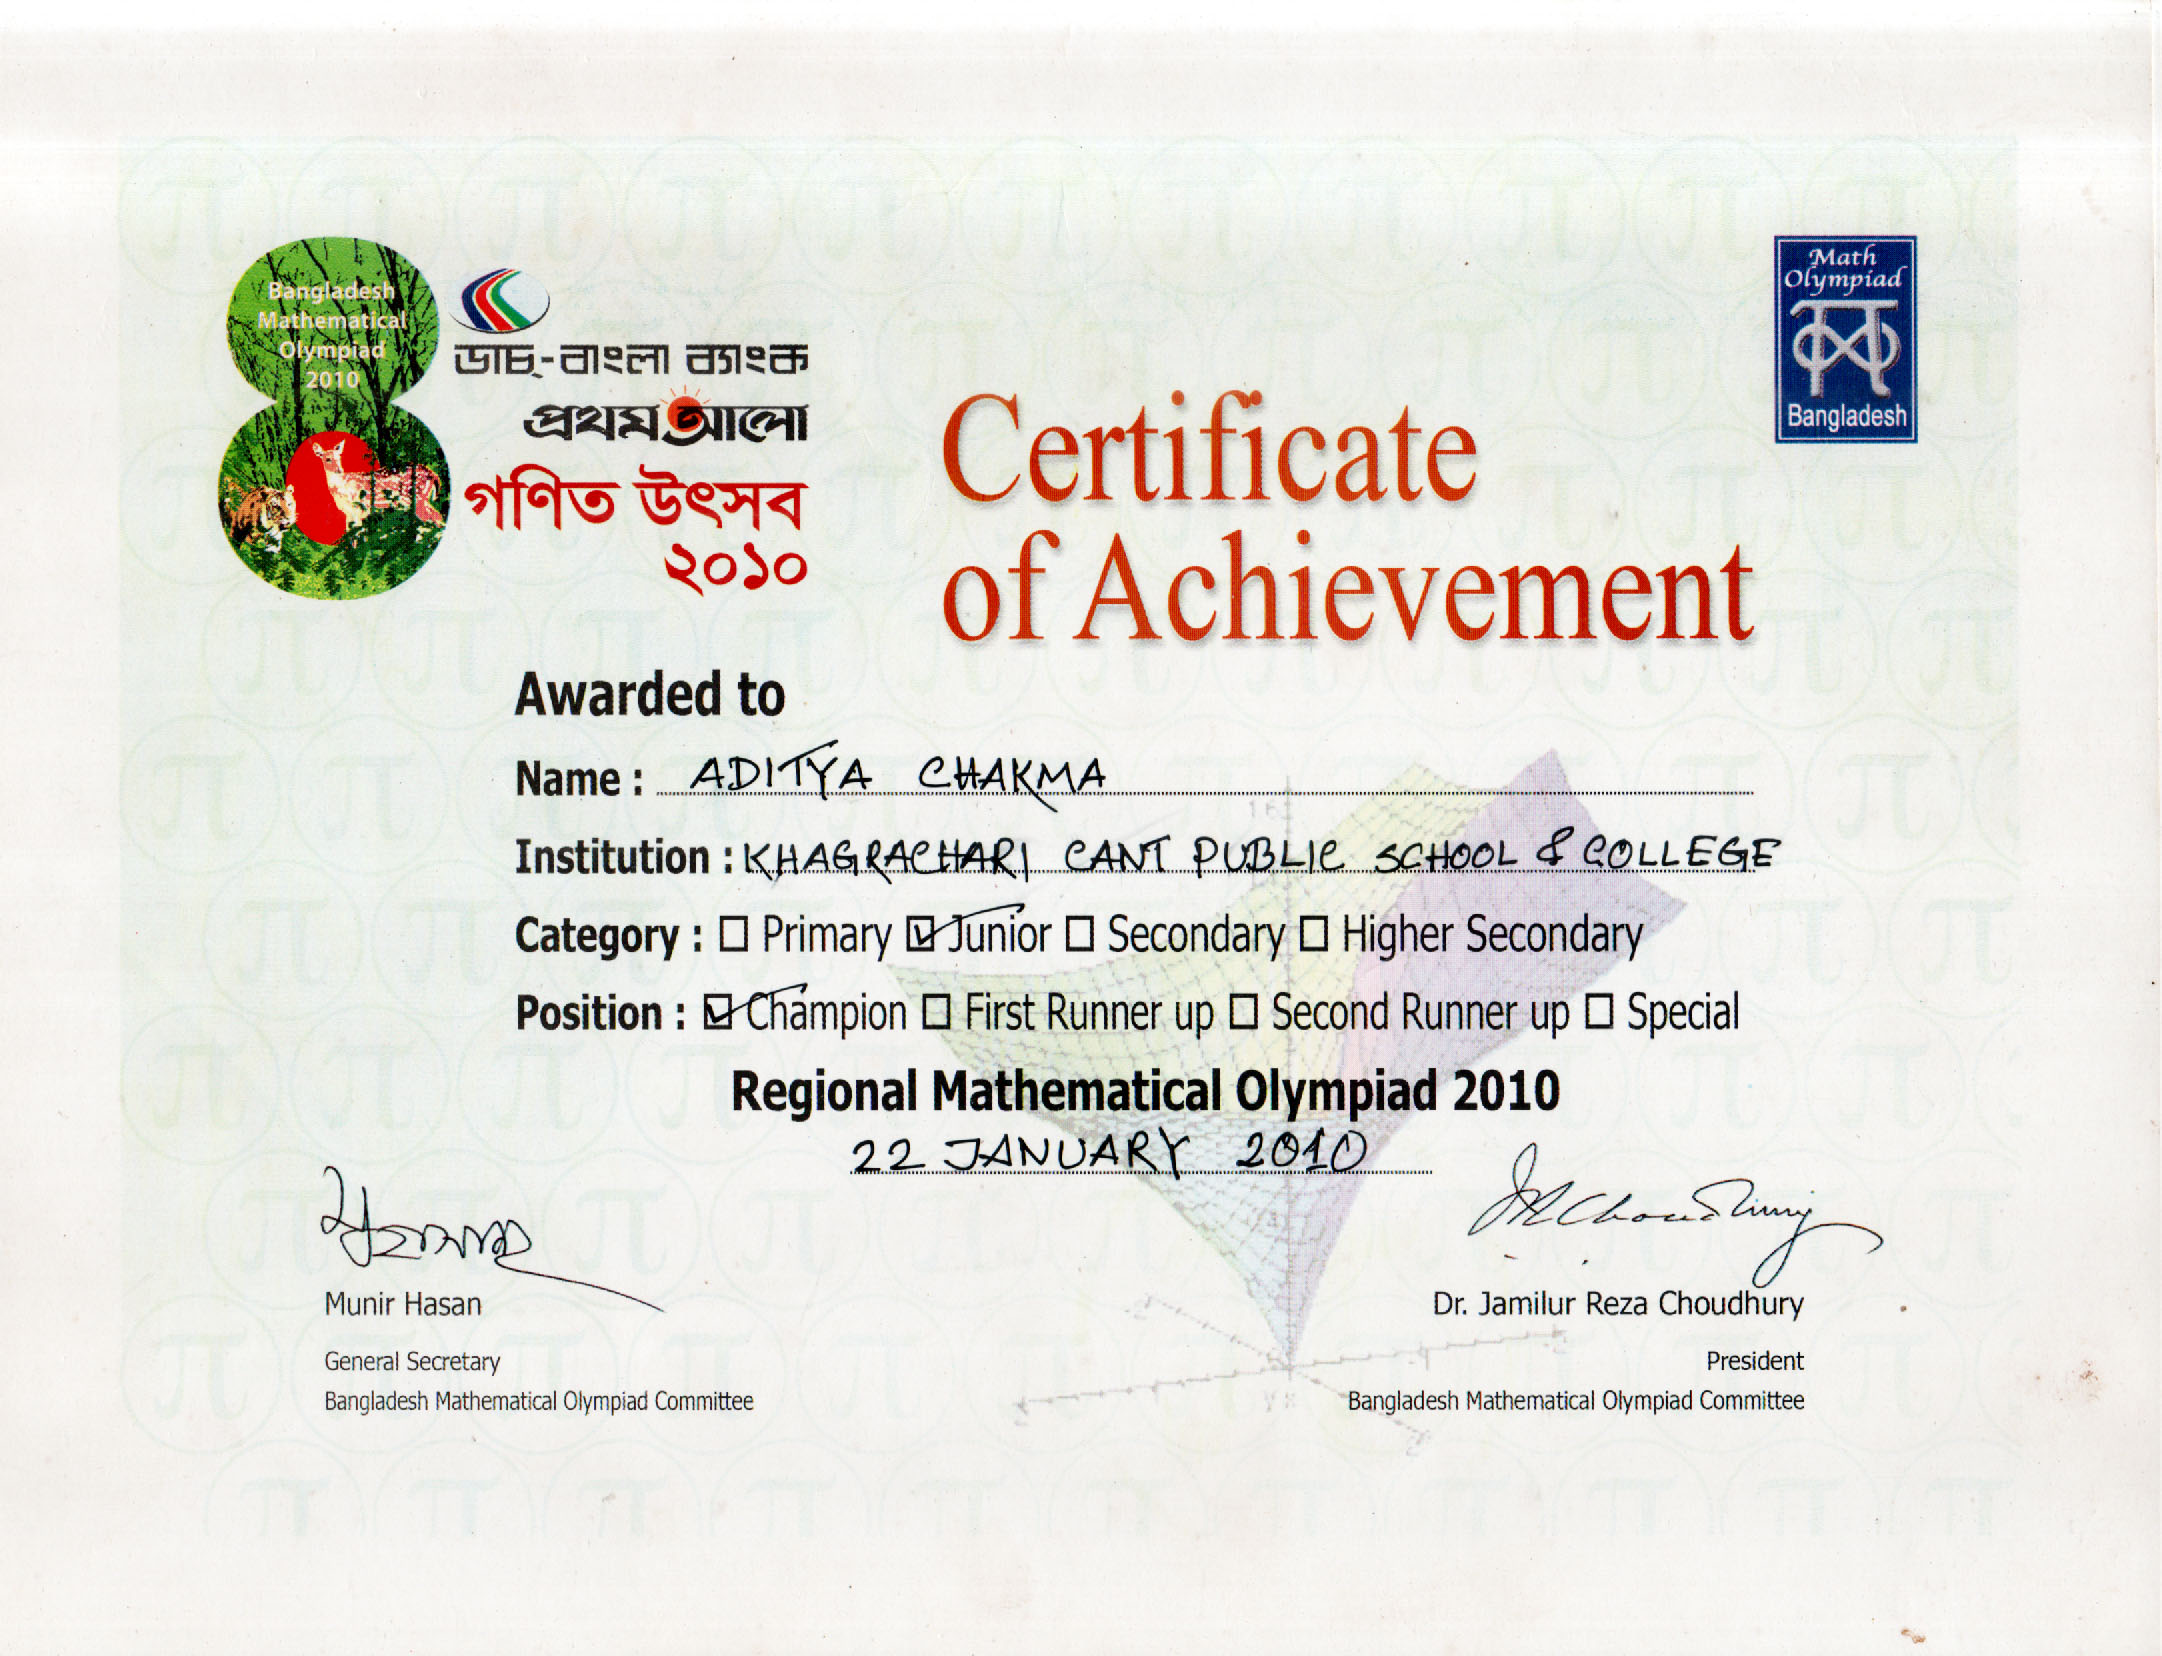 Bangladesh
Mathematical
Olympiad
2010
ডাচ্-বাংলা ব্যাংক
প্রথম আলো
গণিত উৎসব
২০১০
Math
Olympiad
Bangladesh
Certificate
of Achievement
Awarded to
Name : ADITYA CHAKMA
Institution : KHAGRACHARI CANT PUBLIC SCHOOL & COLLEGE
Category : ☐ Primary ☑ Junior ☐ Secondary ☐ Higher Secondary
Position : ☑ Champion ☐ First Runner up ☐ Second Runner up ☐ Special
Regional Mathematical Olympiad 2010
22 JANUARY 2010
Munir Hasan
General Secretary
Bangladesh Mathematical Olympiad Committee
JRChoudhury
Dr. Jamilur Reza Choudhury
President
Bangladesh Mathematical Olympiad Committee